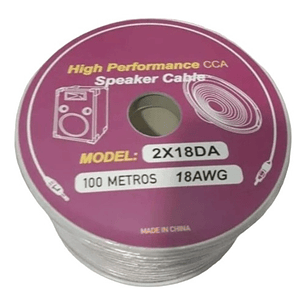 High Performance CCA
Speaker Cable
MODEL: 2X18DA
100 METROS 18AWG
MADE IN CHINA